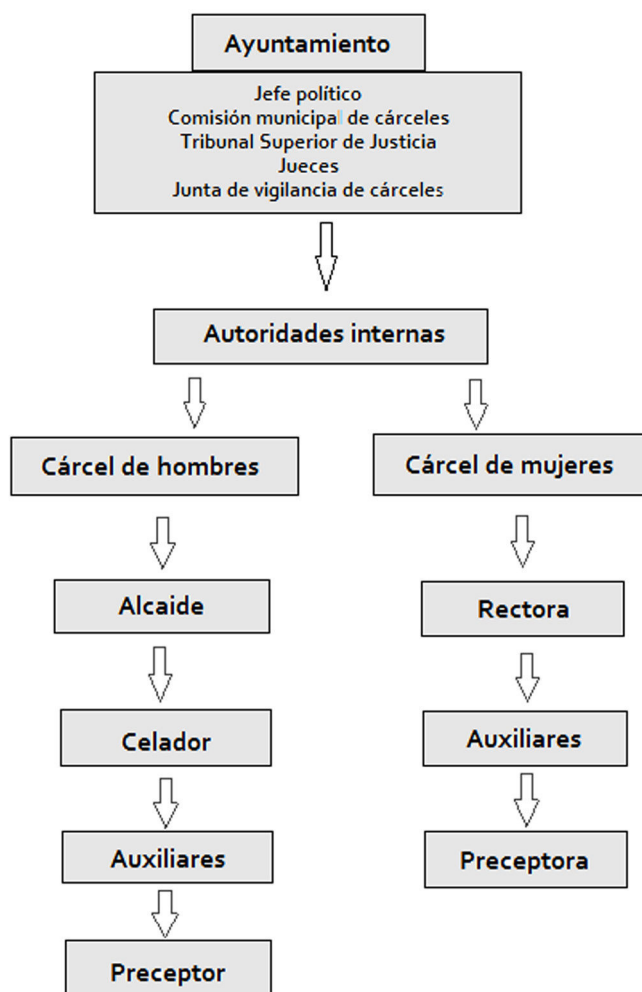 Ayuntamiento
Jefe político
Comisión municipal de cárceles
Tribunal Superior de Justicia
Jueces
Junta de vigilancia de cárceles
Autoridades internas
Cárcel de hombres
Cárcel de mujeres
Alcaide
Rectora
Celador
Auxiliares
Auxiliares
Preceptora
Preceptor